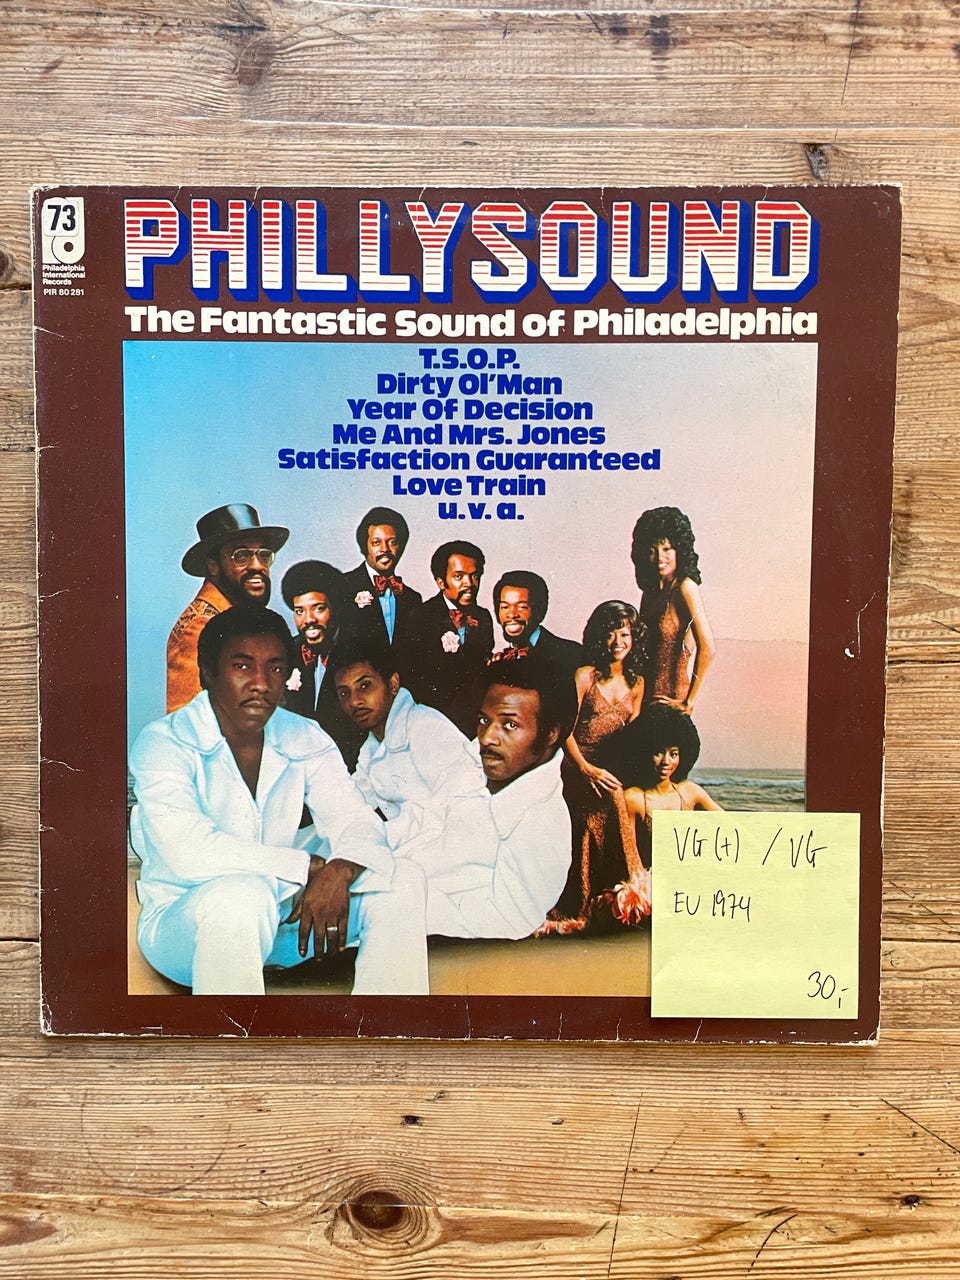 73
Philadelphia
International
Records
PIR 80 281
PHILLYSOUND
The Fantastic Sound of Philadelphia
T.S.O.P.
Dirty Ol'Man
Year Of Decision
Me And Mrs. Jones
Satisfaction Guaranteed
Love Train
u.v.a.
VG(+) / VG
EU 1974
30,-